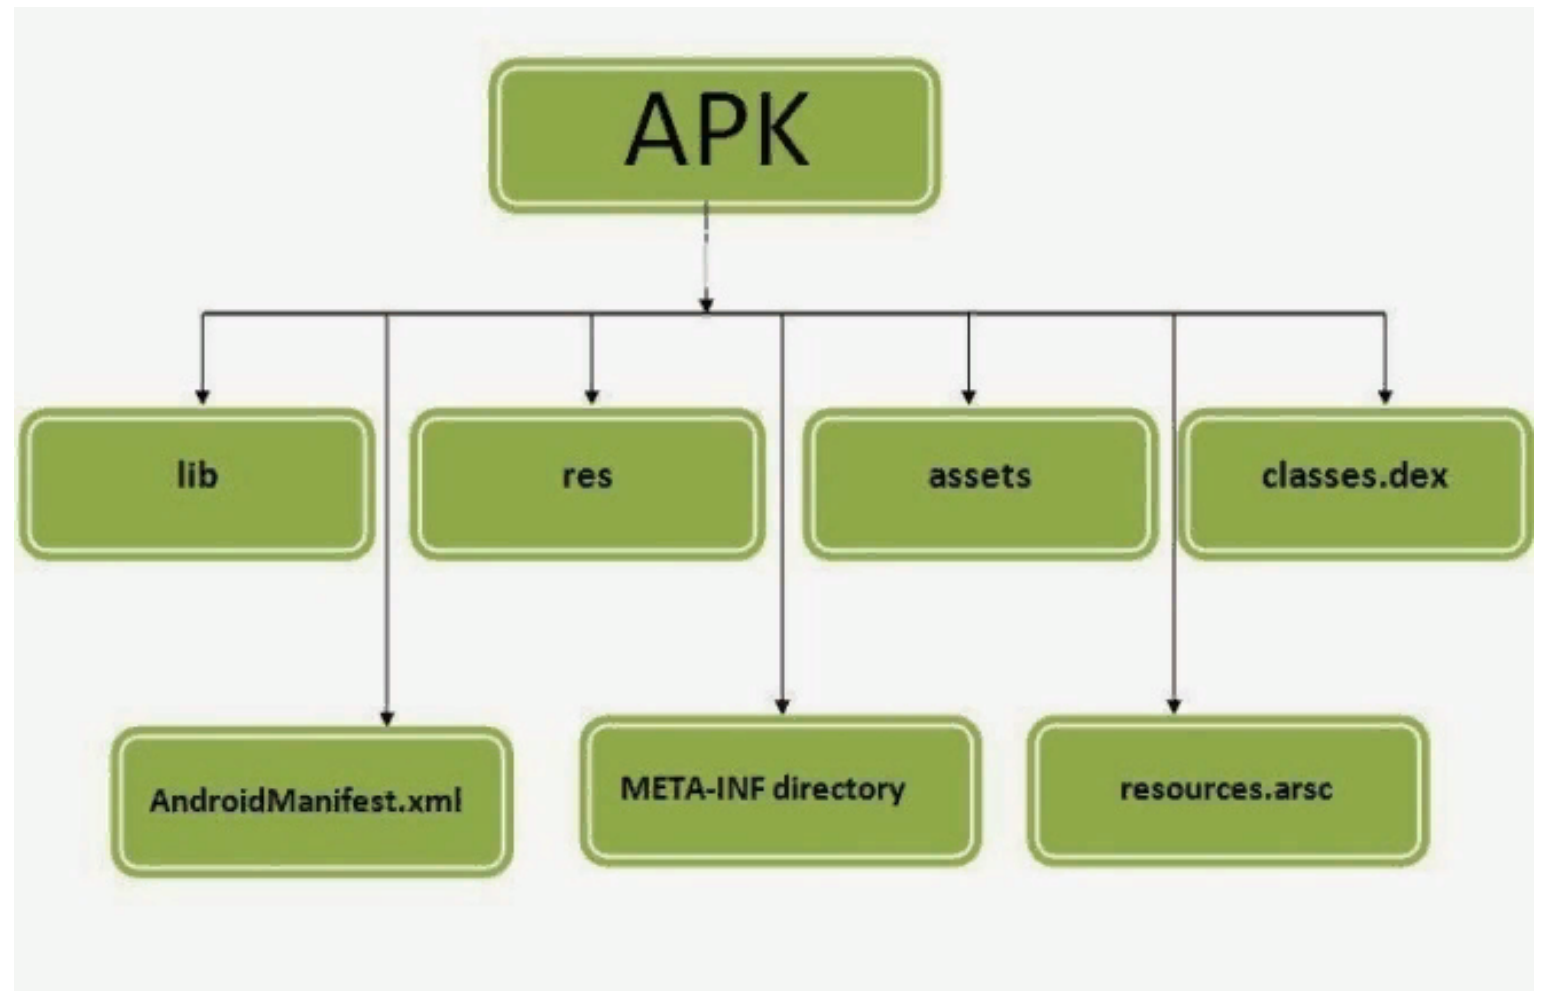 APK
lib
res
assets
classes.dex
AndroidManifest.xml
META-INF directory
resources.arsc